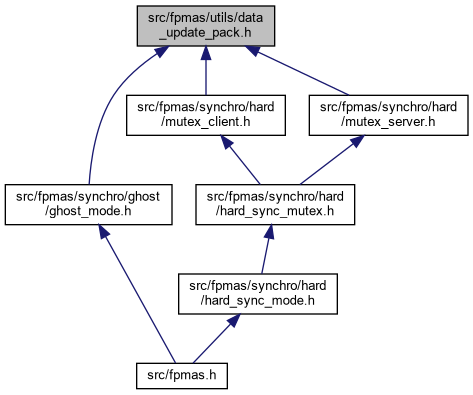 src/fpmas/utils/data
_update_pack.h
src/fpmas/synchro/hard
/mutex_client.h
src/fpmas/synchro/hard
/mutex_server.h
src/fpmas/synchro/ghost
/ghost_mode.h
src/fpmas/synchro/hard
/hard_sync_mutex.h
src/fpmas/synchro/hard
/hard_sync_mode.h
src/fpmas.h